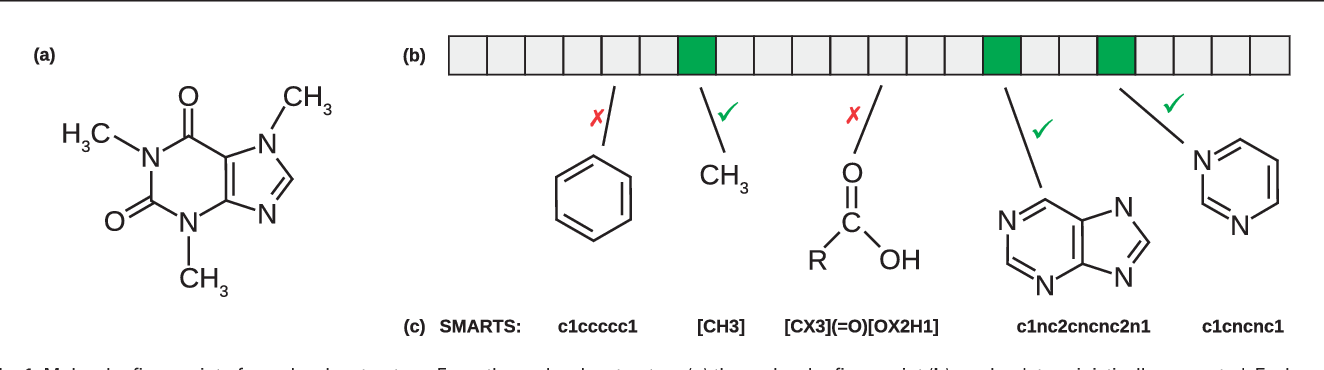 (a)
O
CH3
H3C
N
N
O
N
N
CH3
(b)
✗
✓
✗
✓
✓
CH3
O
C
R
OH
N
N
N
N
N
N
(c) SMARTS: c1ccccc1 [CH3] [CX3](=O)[OX2H1] c1nc2cncnc2n1 c1cncnc1